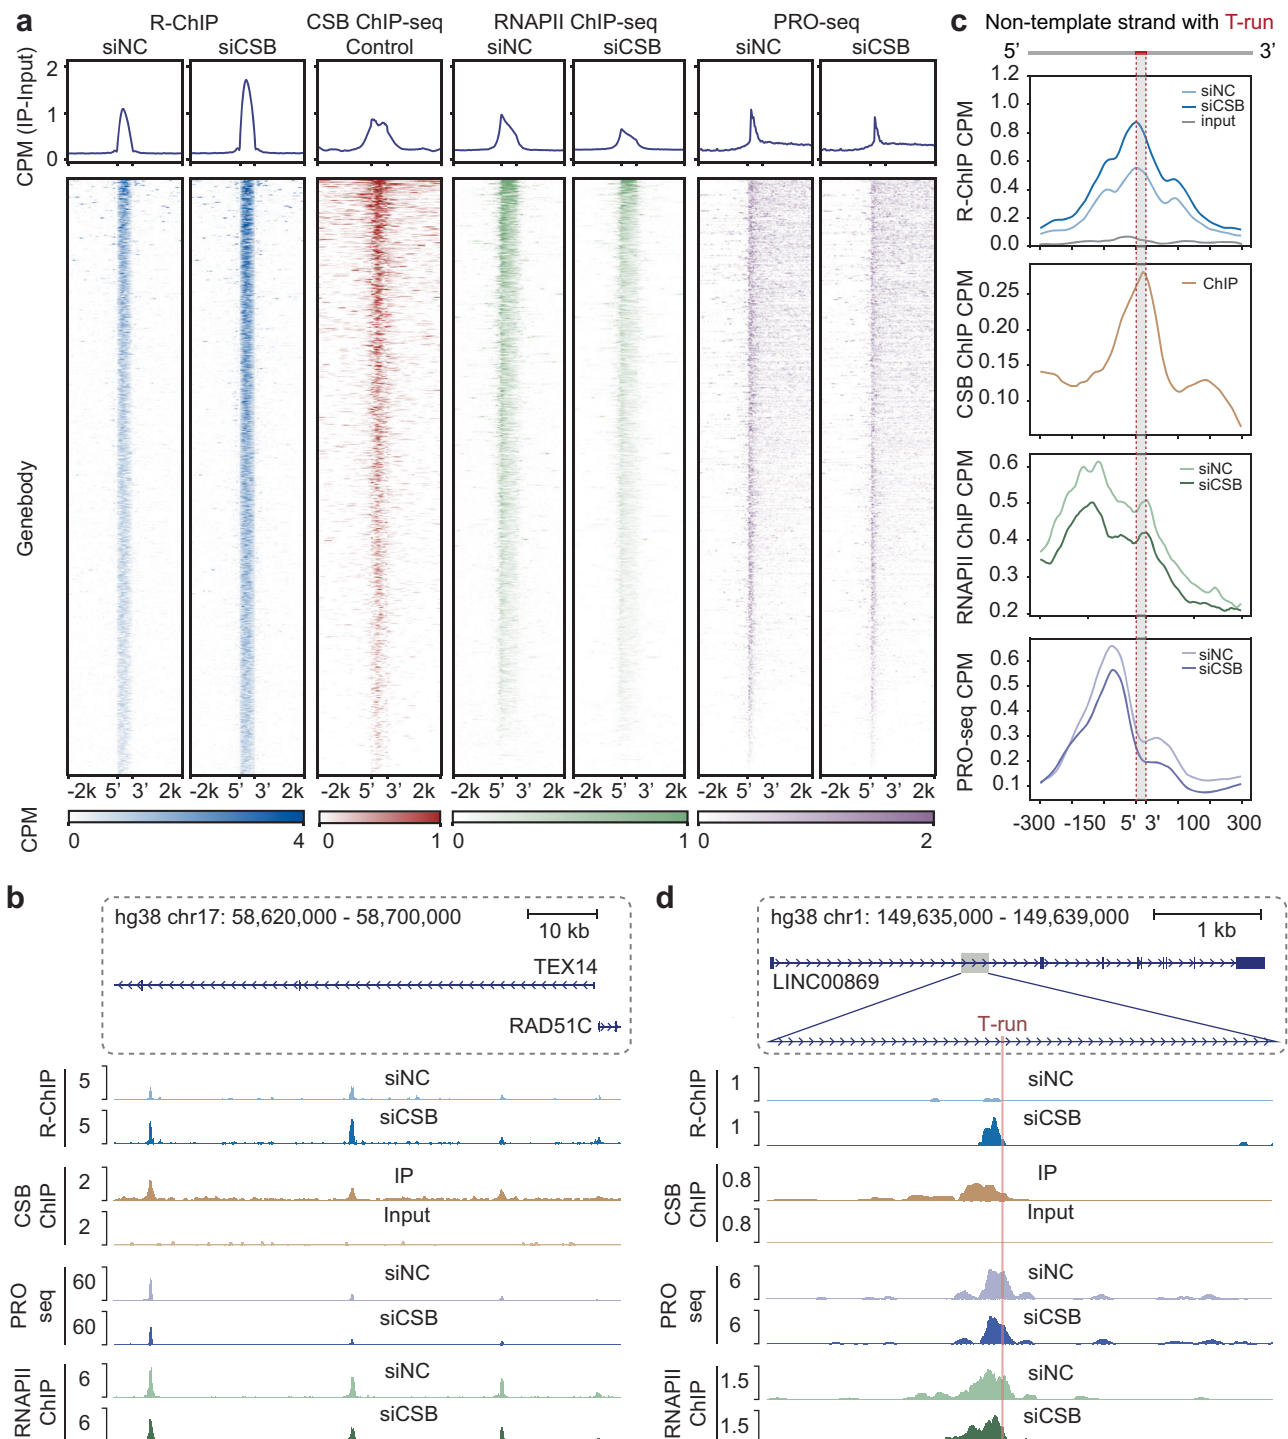 a
R-ChIP
CSB ChIP-seq
RNAPII ChIP-seq
PRO-seq
siNC
siCSB
Control
siNC
siCSB
siNC
siCSB
CPM (IP-Input)
2
1
0
Genebody
-2k 5’ 3’ 2k
-2k 5’ 3’ 2k
-2k 5’ 3’ 2k
-2k 5’ 3’ 2k
-2k 5’ 3’ 2k
-2k 5’ 3’ 2k
-2k 5’ 3’ 2k
CPM
0 4
0 1
0 1
0 2
c
Non-template strand with T-run
5’ 3’
R-ChIP CPM
1.2
1.0
0.8
0.6
0.4
0.2
0.0
siNC
siCSB
input
CSB ChIP CPM
0.25
0.20
0.15
0.10
ChIP
RNAPII ChIP CPM
0.6
0.5
0.4
0.3
0.2
siNC
siCSB
PRO-seq CPM
0.6
0.5
0.4
0.3
0.2
0.1
siNC
siCSB
-300 -150 5’ 3’ 100 300
b
hg38 chr17: 58,620,000 - 58,700,000
10 kb
TEX14
RAD51C
R-ChIP
5
siNC
5
siCSB
CSB
ChIP
2
IP
2
Input
PRO
seq
60
siNC
60
siCSB
RNAPII
ChIP
6
siNC
6
siCSB
d
hg38 chr1: 149,635,000 - 149,639,000
1 kb
LINC00869
T-run
R-ChIP
1
siNC
1
siCSB
CSB
ChIP
0.8
IP
0.8
Input
PRO
seq
6
siNC
6
siCSB
RNAPII
ChIP
1.5
siNC
1.5
siCSB